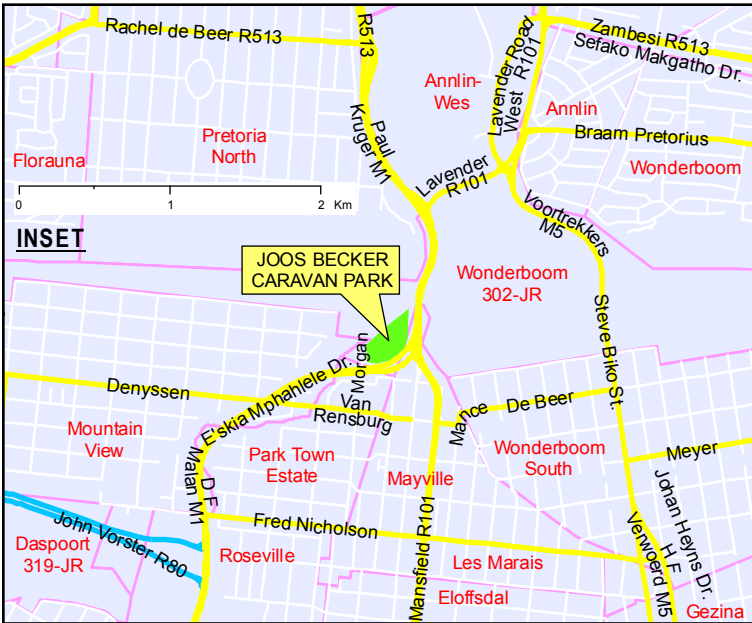 Rachel de Beer R513
R513
Zambesi R513
Sefako Makgatho Dr.
Lavender Road
West R101
Annlin-
Wes
Annlin
Braam Pretorius
Wonderboom
Florauna
Pretoria
North
Paul
Kruger M1
Lavender
R101
Voortrekkers
M5
0
1
2
Km
INSET
JOOS BECKER
CARAVAN PARK
Wonderboom
302-JR
Steve Biko St.
Morgan
E'skia Mphahlele Dr.
Denyssen
Van
Rensburg
Mance
De Beer
Mountain
View
Park Town
Estate
Mayville
Wonderboom
South
Meyer
D F
Malan M1
John Vorster R80
Daspoort
319-JR
Fred Nicholson
Roseville
Mansfield R101
Les Marais
Eloffsdal
Johan Heyns Dr.
H F
Verwoerd M5
Gezina